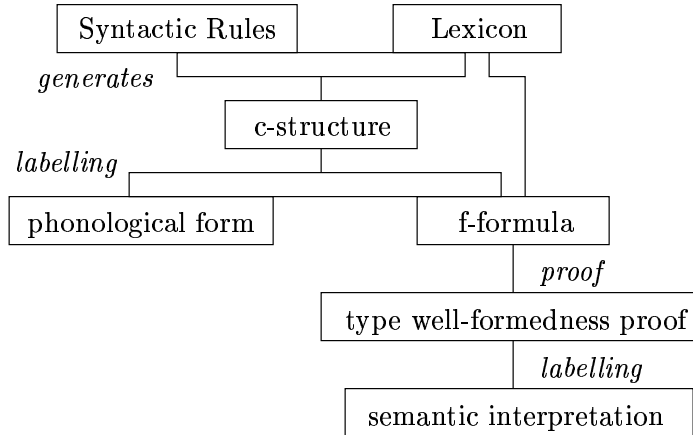 Syntactic Rules
Lexicon
generates
c-structure
labelling
phonological form
f-formula
proof
type well-formedness proof
labelling
semantic interpretation